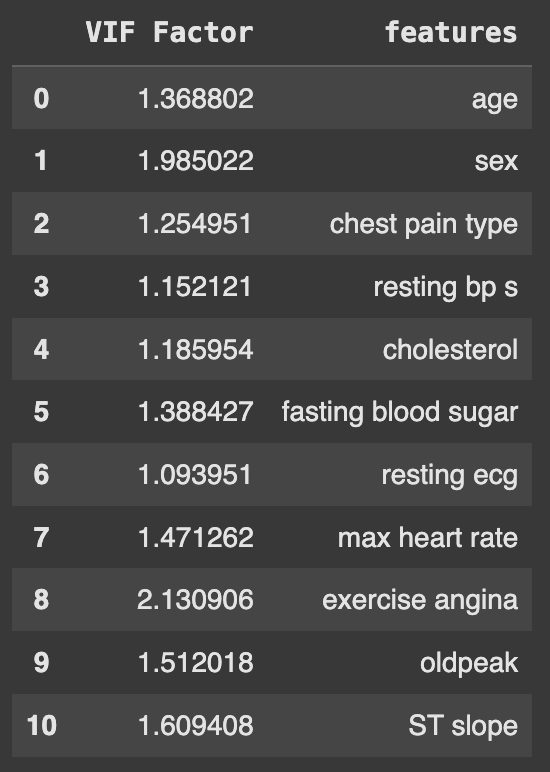 VIF Factor features
0 1.368802 age
1 1.985022 sex
2 1.254951 chest pain type
3 1.152121 resting bp s
4 1.185954 cholesterol
5 1.388427 fasting blood sugar
6 1.093951 resting ecg
7 1.471262 max heart rate
8 2.130906 exercise angina
9 1.512018 oldpeak
10 1.609408 ST slope